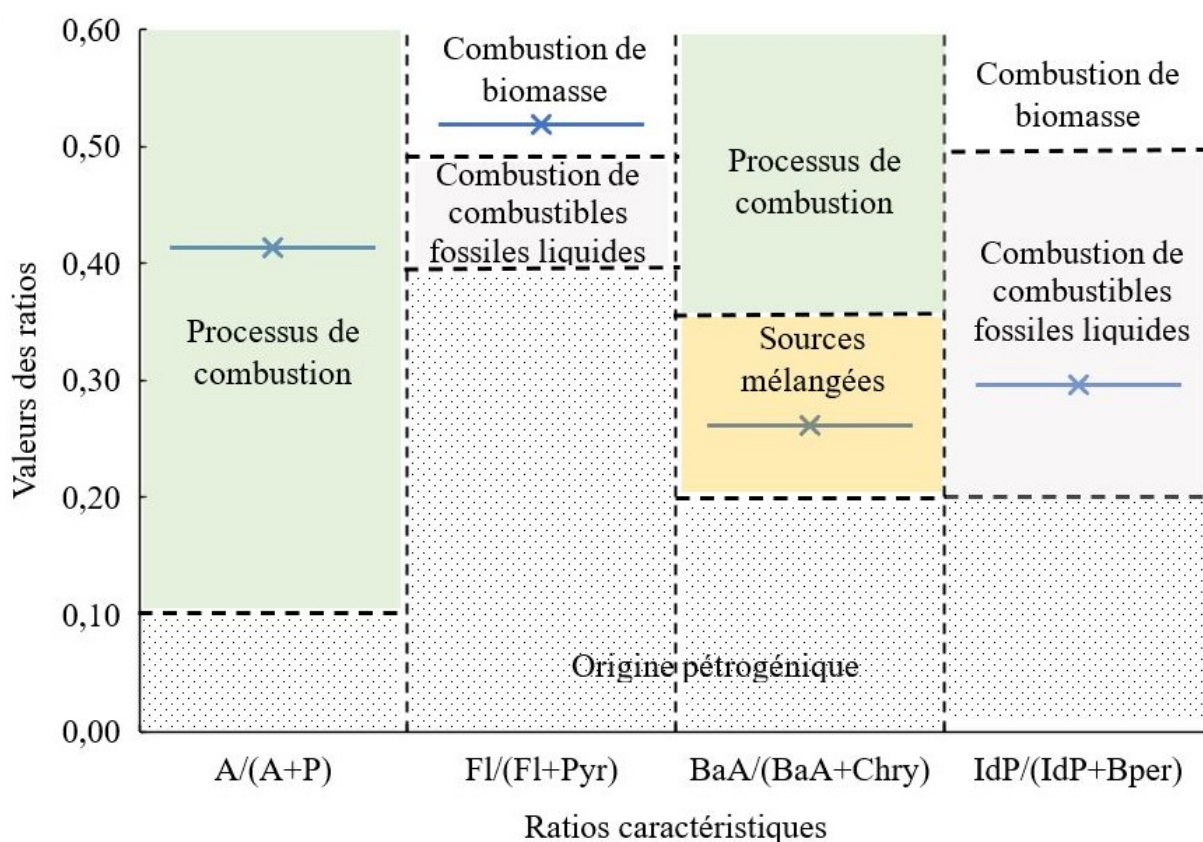 0,60
0,50
0,40
0,30
0,20
0,10
0,00
Valeurs des ratios
Processus de
combustion
Combustion de
biomasse
Combustion de
combustibles
fossiles liquides
Processus de
combustion
Sources
mélangées
Combustion de
biomasse
Combustion de
combustibles
fossiles liquides
Origine pétrogénique
A/(A+P)
Fl/(Fl+Pyr)
BaA/(BaA+Chry)
IdP/(IdP+Bper)
Ratios caractéristiques